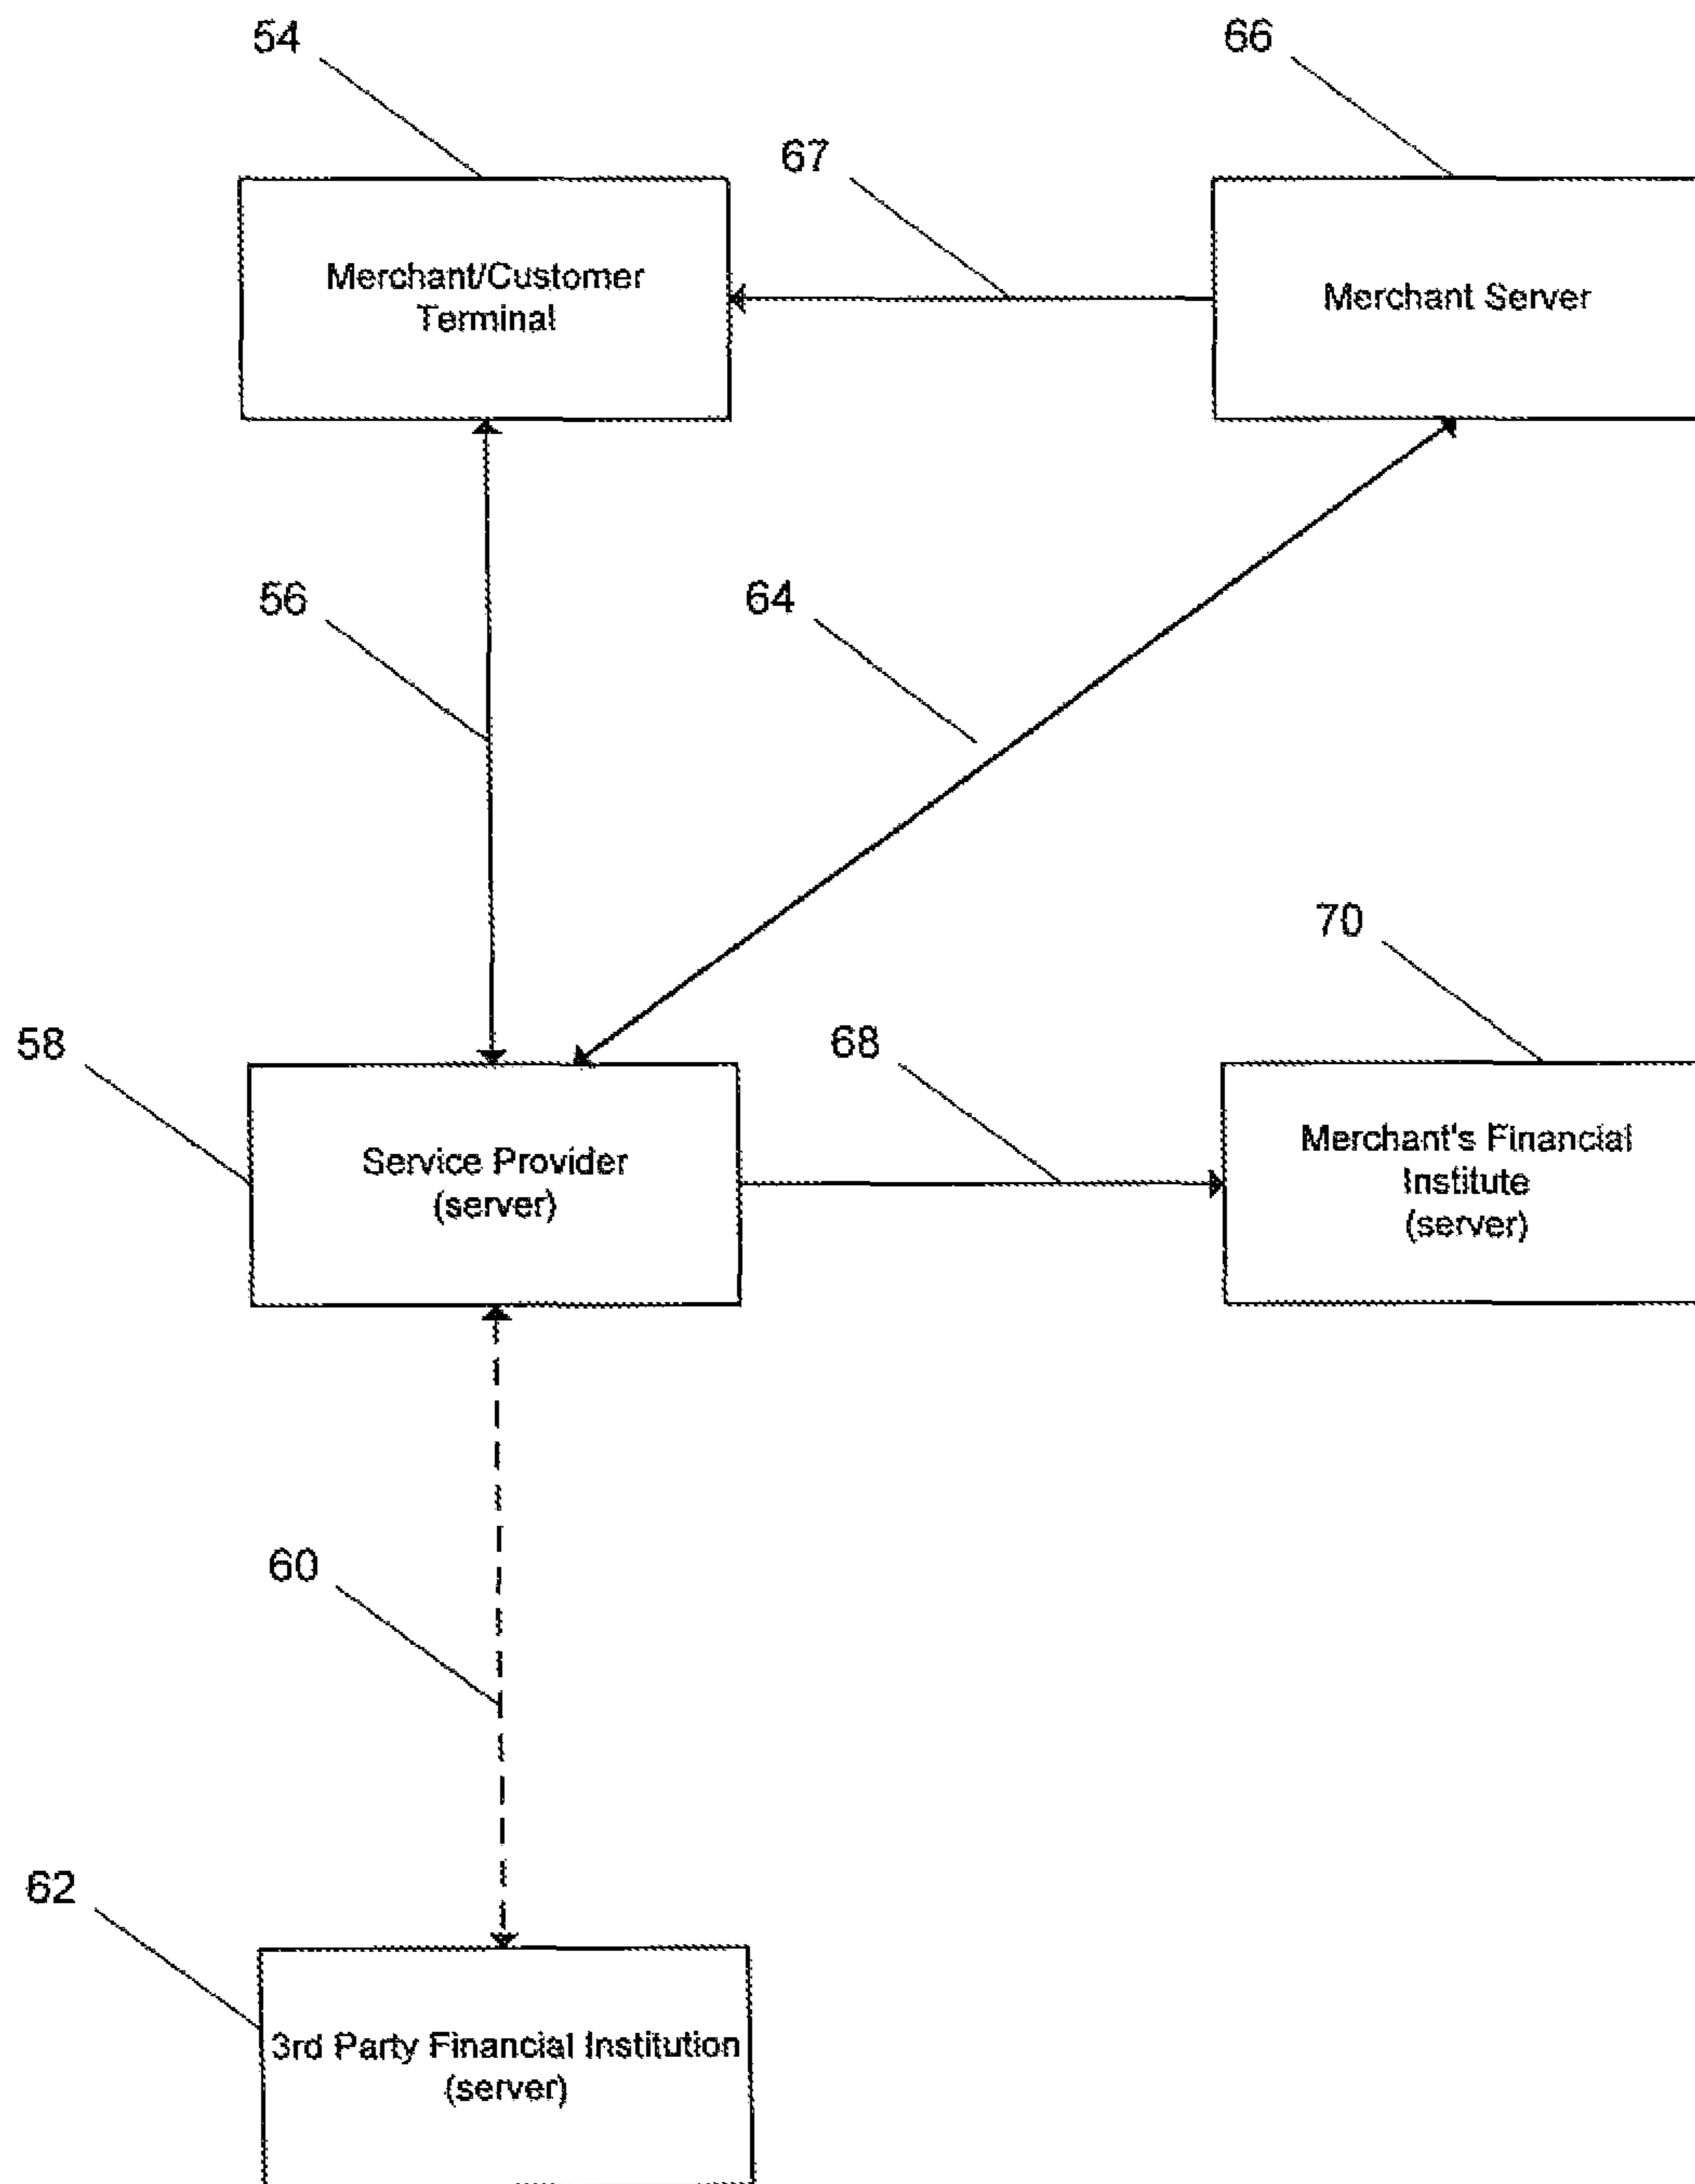 54
66
67
Merchant/Customer
Terminal
Merchant Server
56
64
70
58
68
Service Provider
(server)
Merchant's Financial
Institute
(server)
60
62
3rd Party Financial Institution
(server)